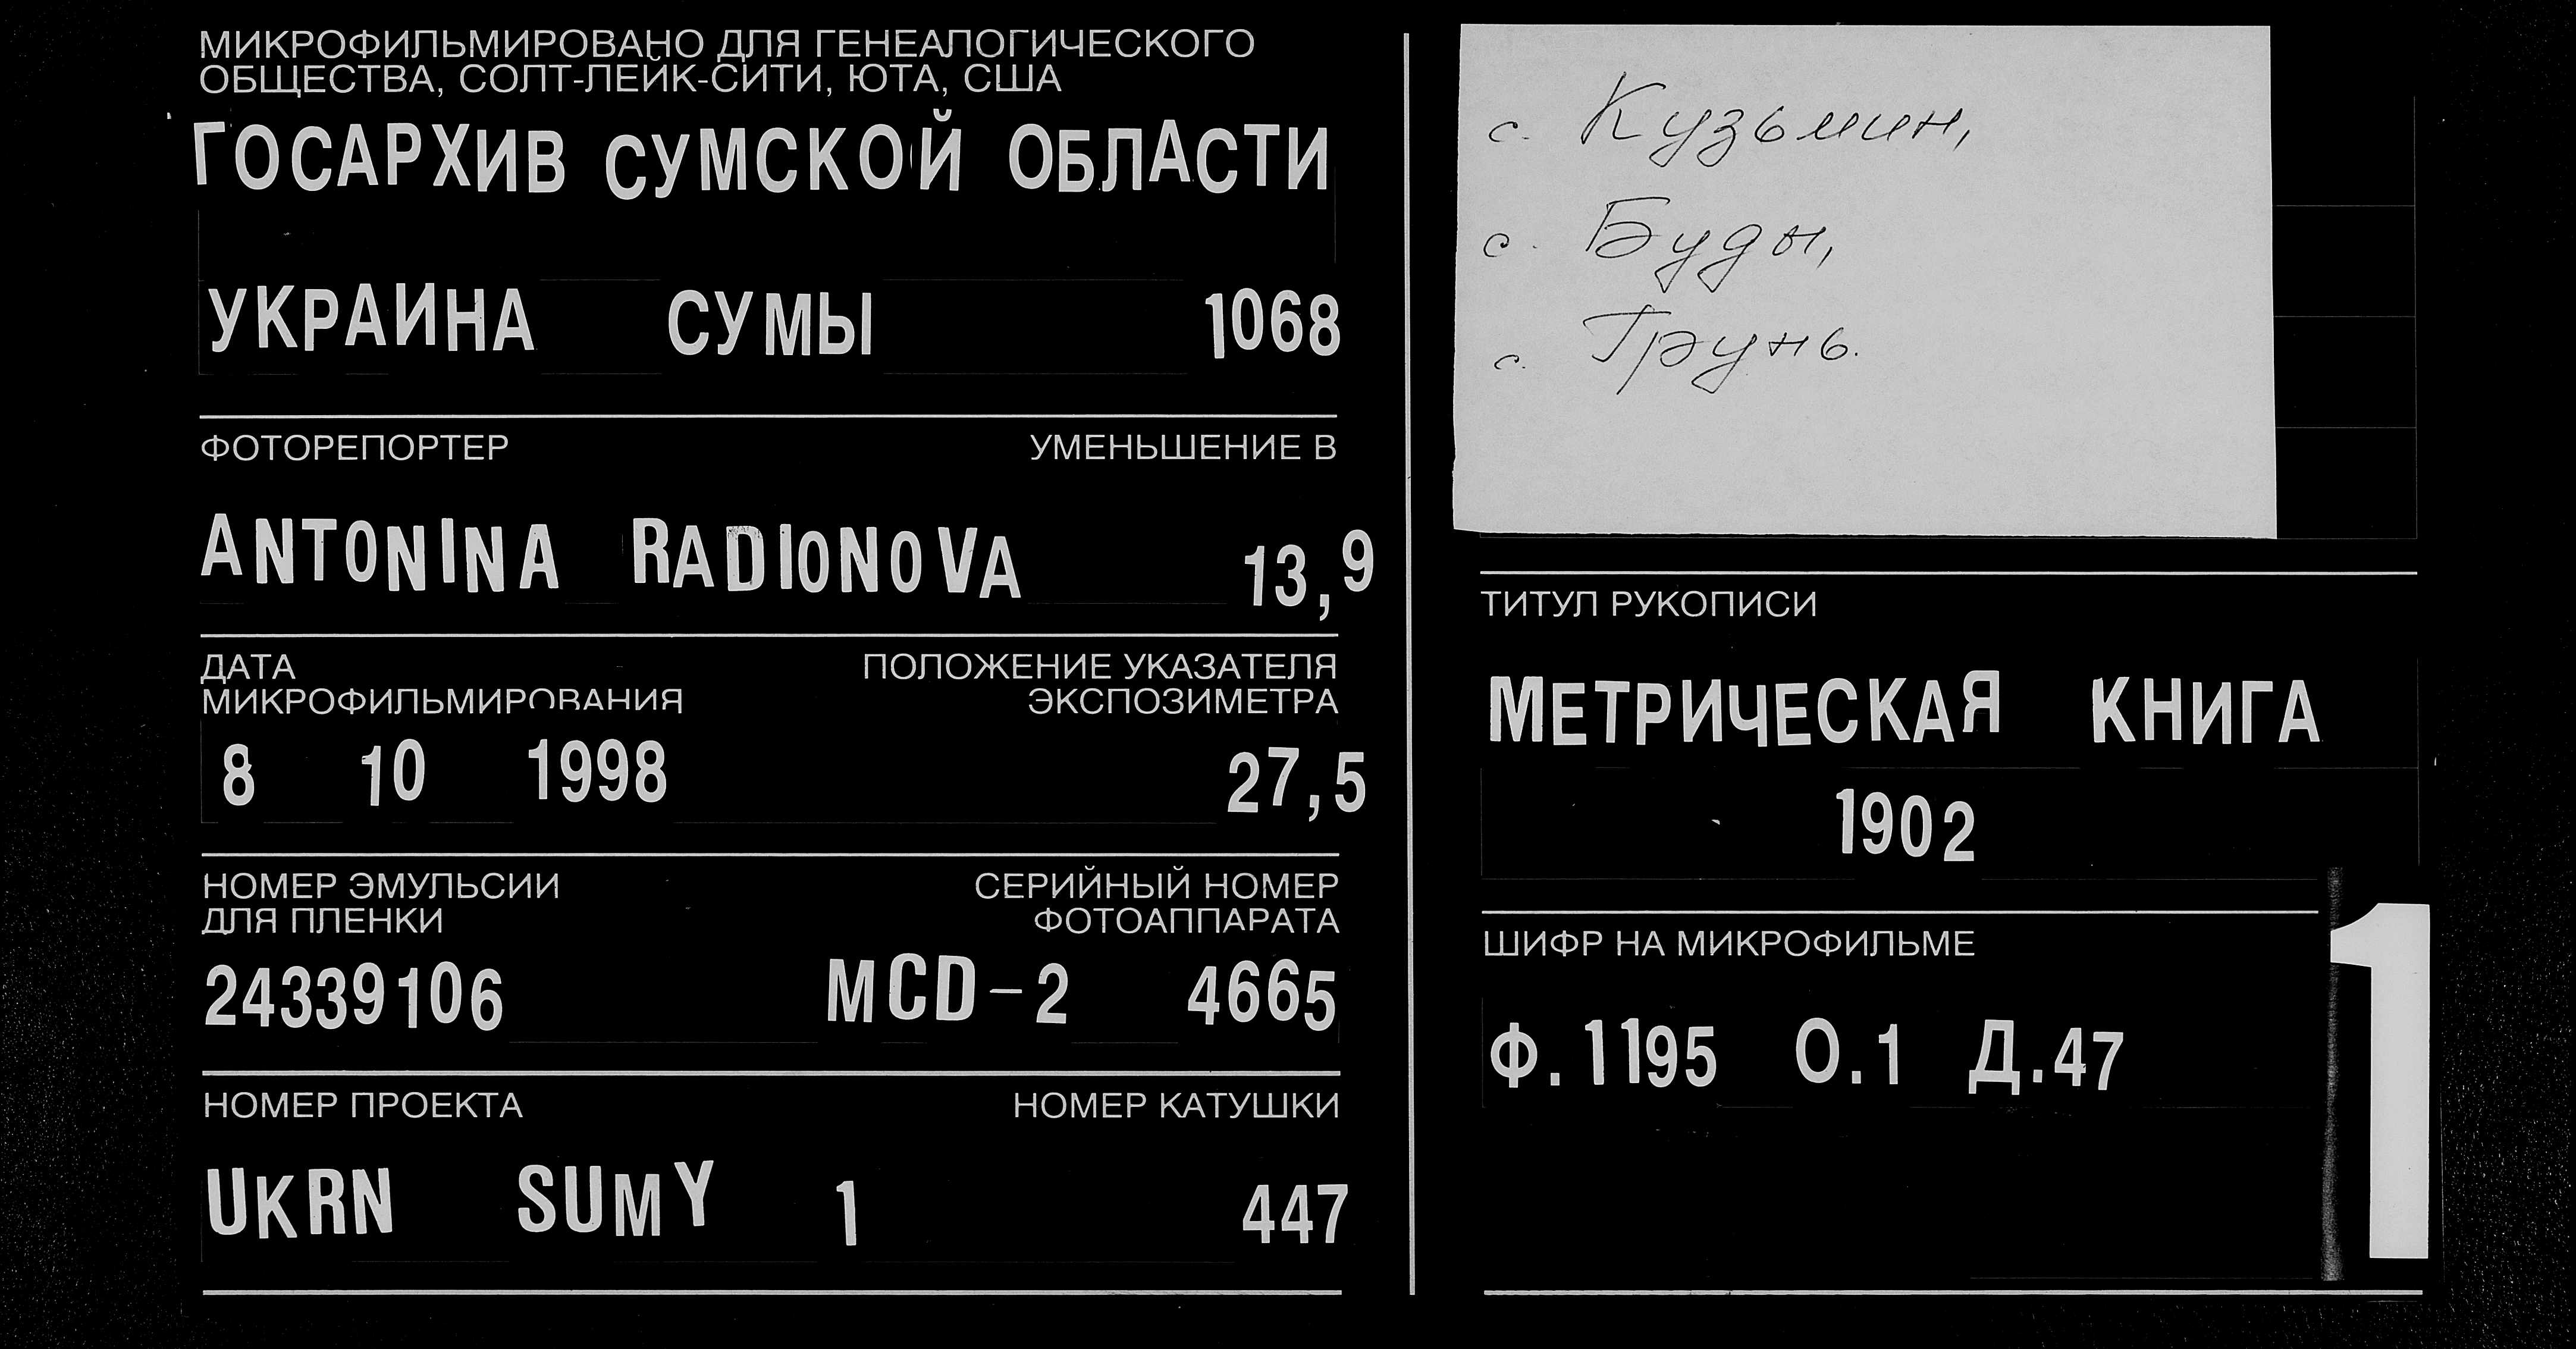 МИКРОФИЛЬМИРОВАНО ДЛЯ ГЕНЕАЛОГИЧЕСКОГО
ОБЩЕСТВА, СОЛТ-ЛЕЙК-СИТИ, ЮТА, США
ГОСАРХИВ СУМСКОЙ ОБЛАСТИ
УКРАИНА СУМЫ 1068
ФОТОРЕПОРТЕР УМЕНЬШЕНИЕ В
ANTONINA RADIONOVA 13,9
ДАТА ПОЛОЖЕНИЕ УКАЗАТЕЛЯ
МИКРОФИЛЬМИРОВАНИЯ ЭКСПОЗИМЕТРА
8 10 1998 27,5
НОМЕР ЭМУЛЬСИИ СЕРИЙНЫЙ НОМЕР
ДЛЯ ПЛЕНКИ ФОТОАППАРАТА
24339106 MCD-2 4665
НОМЕР ПРОЕКТА НОМЕР КАТУШКИ
UKRN SUMY 1 447
с. Кузьмин,
с. Буды,
с. Грунь.
ТИТУЛ РУКОПИСИ
МЕТРИЧЕСКАЯ КНИГА
1902
ШИФР НА МИКРОФИЛЬМЕ
Ф.1195 О.1 Д.47
1